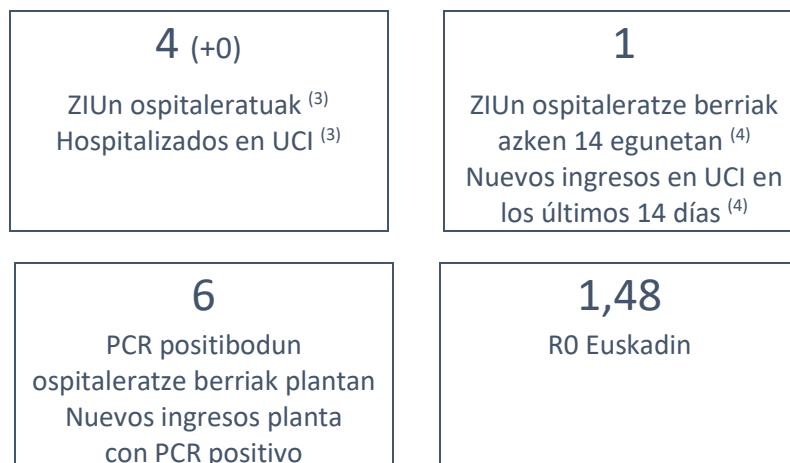 4 (+0)
ZIUn ospitaleratuak (3)
Hospitalizados en UCI (3)
1
ZIUn ospitaleratze berriak
azken 14 egunetan (4)
Nuevos ingresos en UCI en
los últimos 14 días (4)
6
PCR positibodun
ospitaleratze berriak plantan
Nuevos ingresos planta
con PCR positivo
1,48
R0 Euskadin